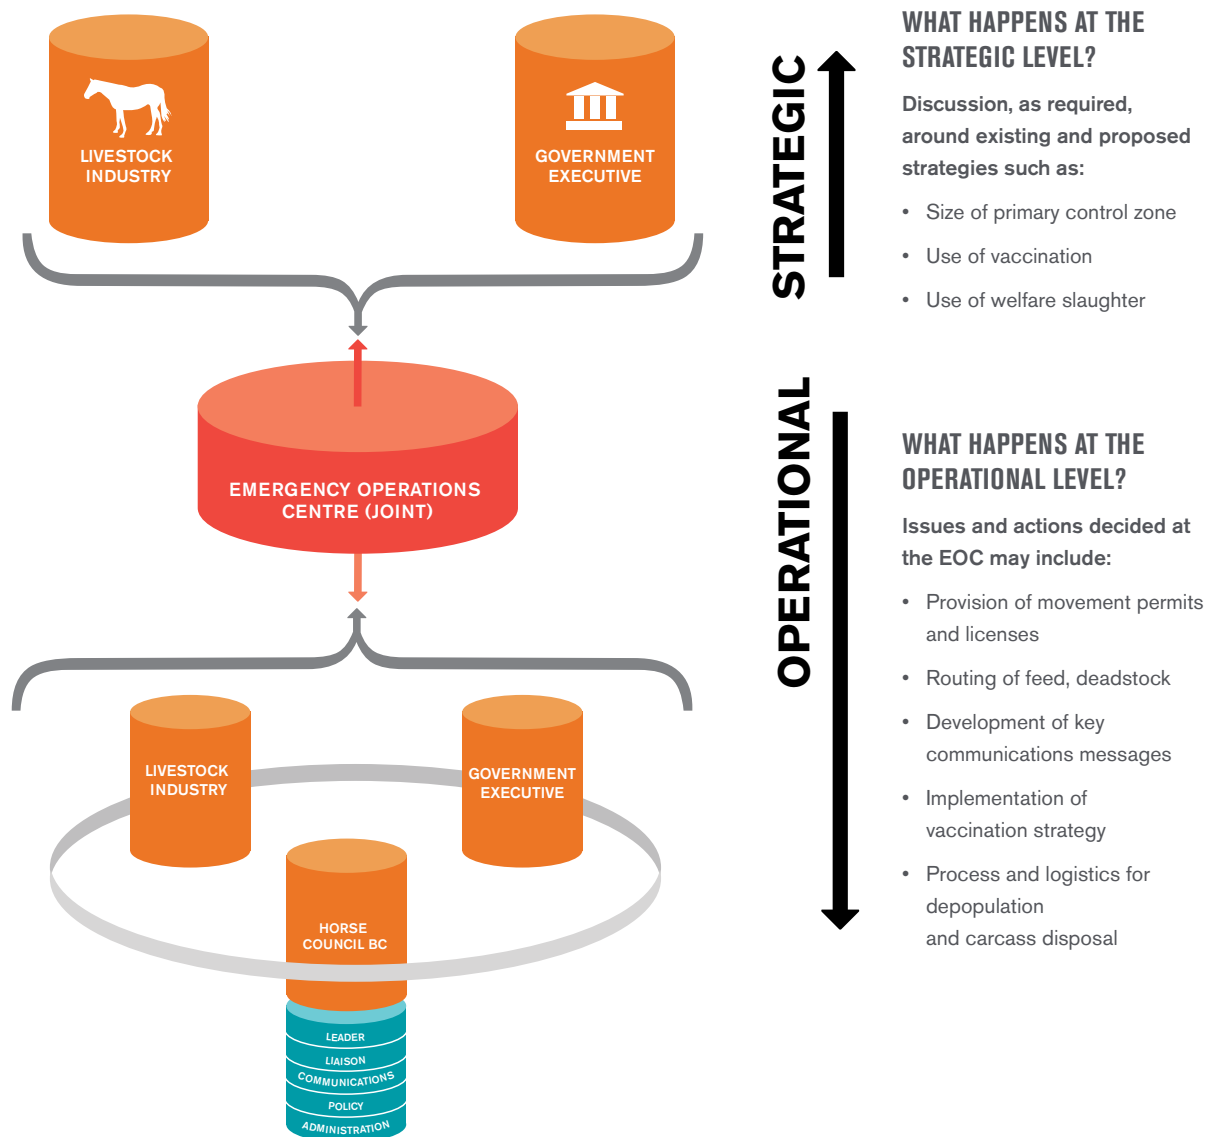 LIVESTOCK
INDUSTRY
GOVERNMENT
EXECUTIVE
EMERGENCY OPERATIONS
CENTRE (JOINT)
LIVESTOCK
INDUSTRY
GOVERNMENT
EXECUTIVE
HORSE
COUNCIL BC
LEADER
LIAISON
COMMUNICATIONS
POLICY
ADMINISTRATION
STRATEGIC
OPERATIONAL
WHAT HAPPENS AT THE
STRATEGIC LEVEL?
Discussion, as required,
around existing and proposed
strategies such as:
• Size of primary control zone
• Use of vaccination
• Use of welfare slaughter
WHAT HAPPENS AT THE
OPERATIONAL LEVEL?
Issues and actions decided at
the EOC may include:
• Provision of movement permits
and licenses
• Routing of feed, deadstock
• Development of key
communications messages
• Implementation of
vaccination strategy
• Process and logistics for
depopulation
and carcass disposal